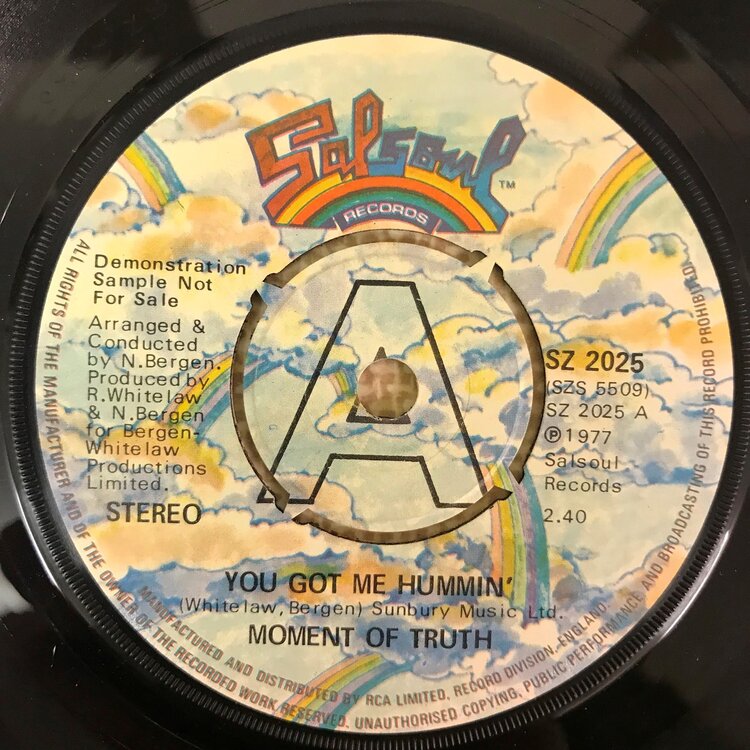 Salsoul
TM
RECORDS
Demonstration
Sample Not
For Sale
Arranged &
Conducted
by N.Bergen.
Produced by
R.Whitelaw
& N.Bergen
for Bergen-
Whitelaw
Productions
Limited.
STEREO
A
SZ 2025
(SZS 5509)
SZ 2025 A
℗1977
Salsoul
Records
2.40
YOU GOT ME HUMMIN'
(Whitelaw, Bergen) Sunbury Music Ltd.
MOMENT OF TRUTH
ALL RIGHTS OF THE MANUFACTURER AND OF THE OWNER OF THE RECORDED WORK RESERVED. UNAUTHORISED COPYING, PUBLIC PERFORMANCE AND BROADCASTING OF THIS RECORD PROHIBITED.
MANUFACTURED AND DISTRIBUTED BY RCA LIMITED, RECORD DIVISION, ENGLAND.